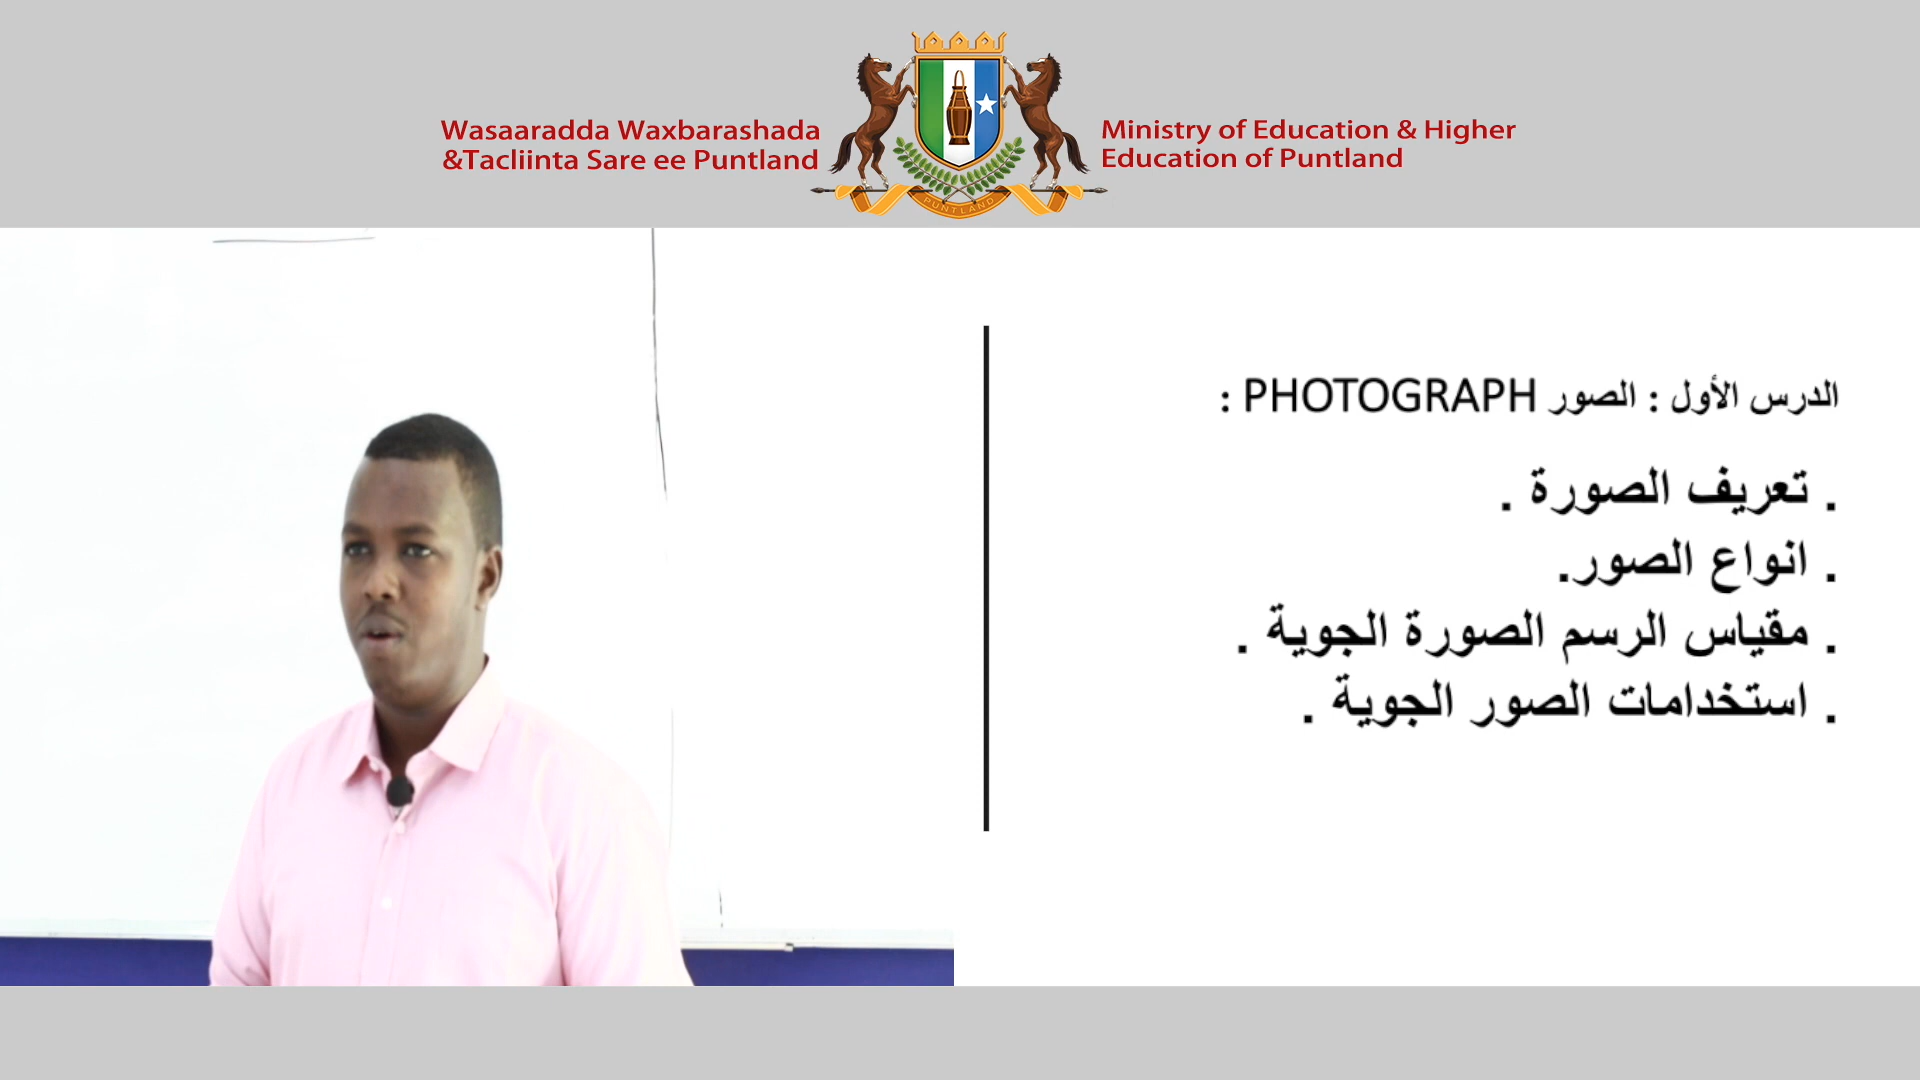 Wasaaradda Waxbarashada
&Tacliinta Sare ee Puntland
Ministry of Education & Higher
Education of Puntland
PUNTLAND
الدرس الأول : الصور PHOTOGRAPH :
. تعريف الصورة .
. انواع الصور.
. مقياس الرسم الصورة الجوية .
. استخدامات الصور الجوية .